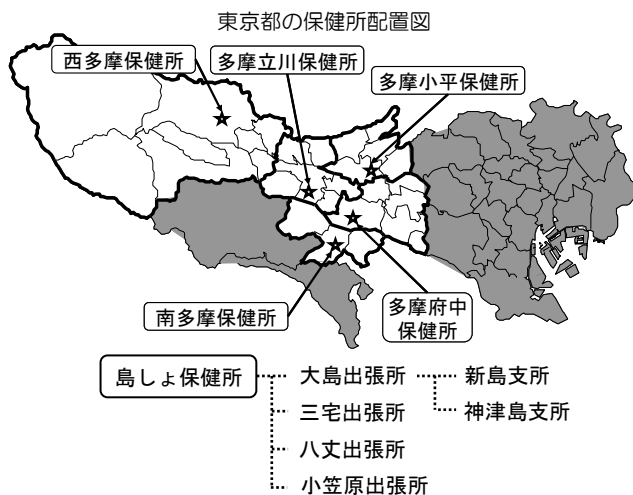 東京都の保健所配置図
西多摩保健所
多摩立川保健所
多摩小平保健所
南多摩保健所
多摩府中
保健所
島しょ保健所
大島出張所
新島支所
三宅出張所
神津島支所
八丈出張所
小笠原出張所